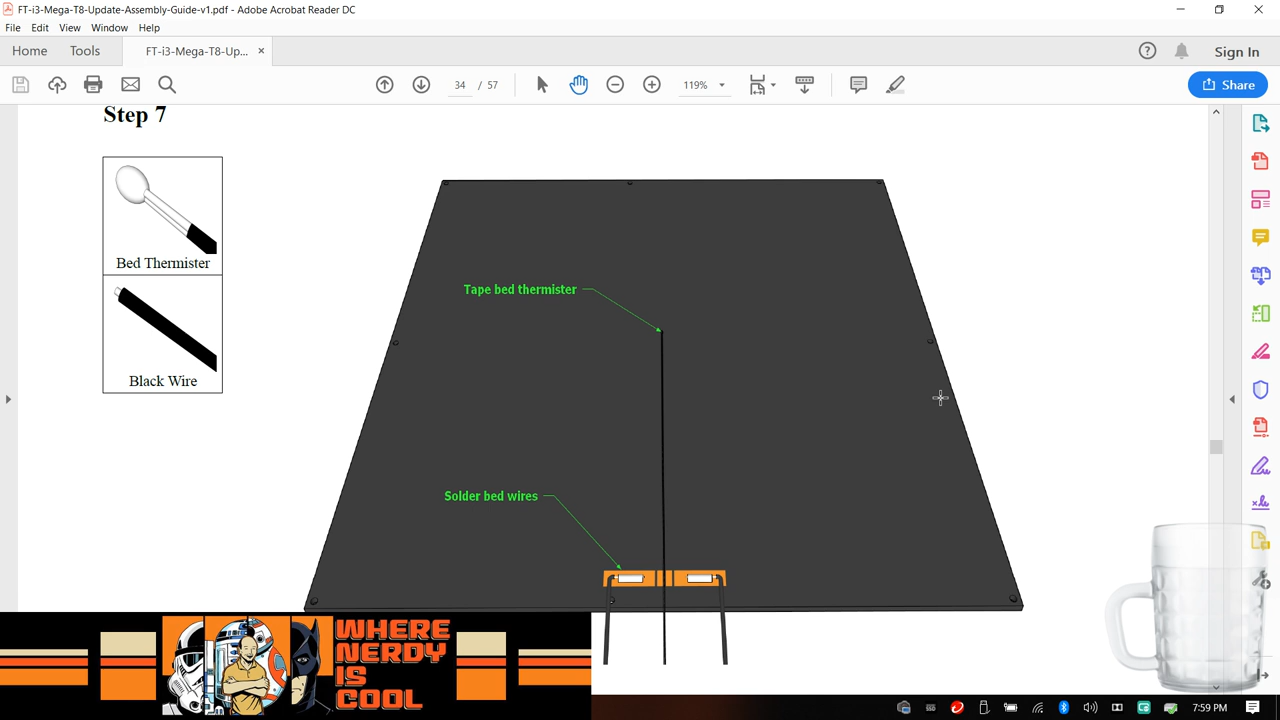 FT-i3-Mega-T8-Update-Assembly-Guide-v1.pdf - Adobe Acrobat Reader DC
File Edit View Window Help
Home Tools FT-i3-Mega-T8-Up... × Sign In
34 / 57 119% Share
Step 7
Bed Thermister
Black Wire
Tape bed thermister
Solder bed wires
WHERE
NERDY
IS
COOL
7:59 PM